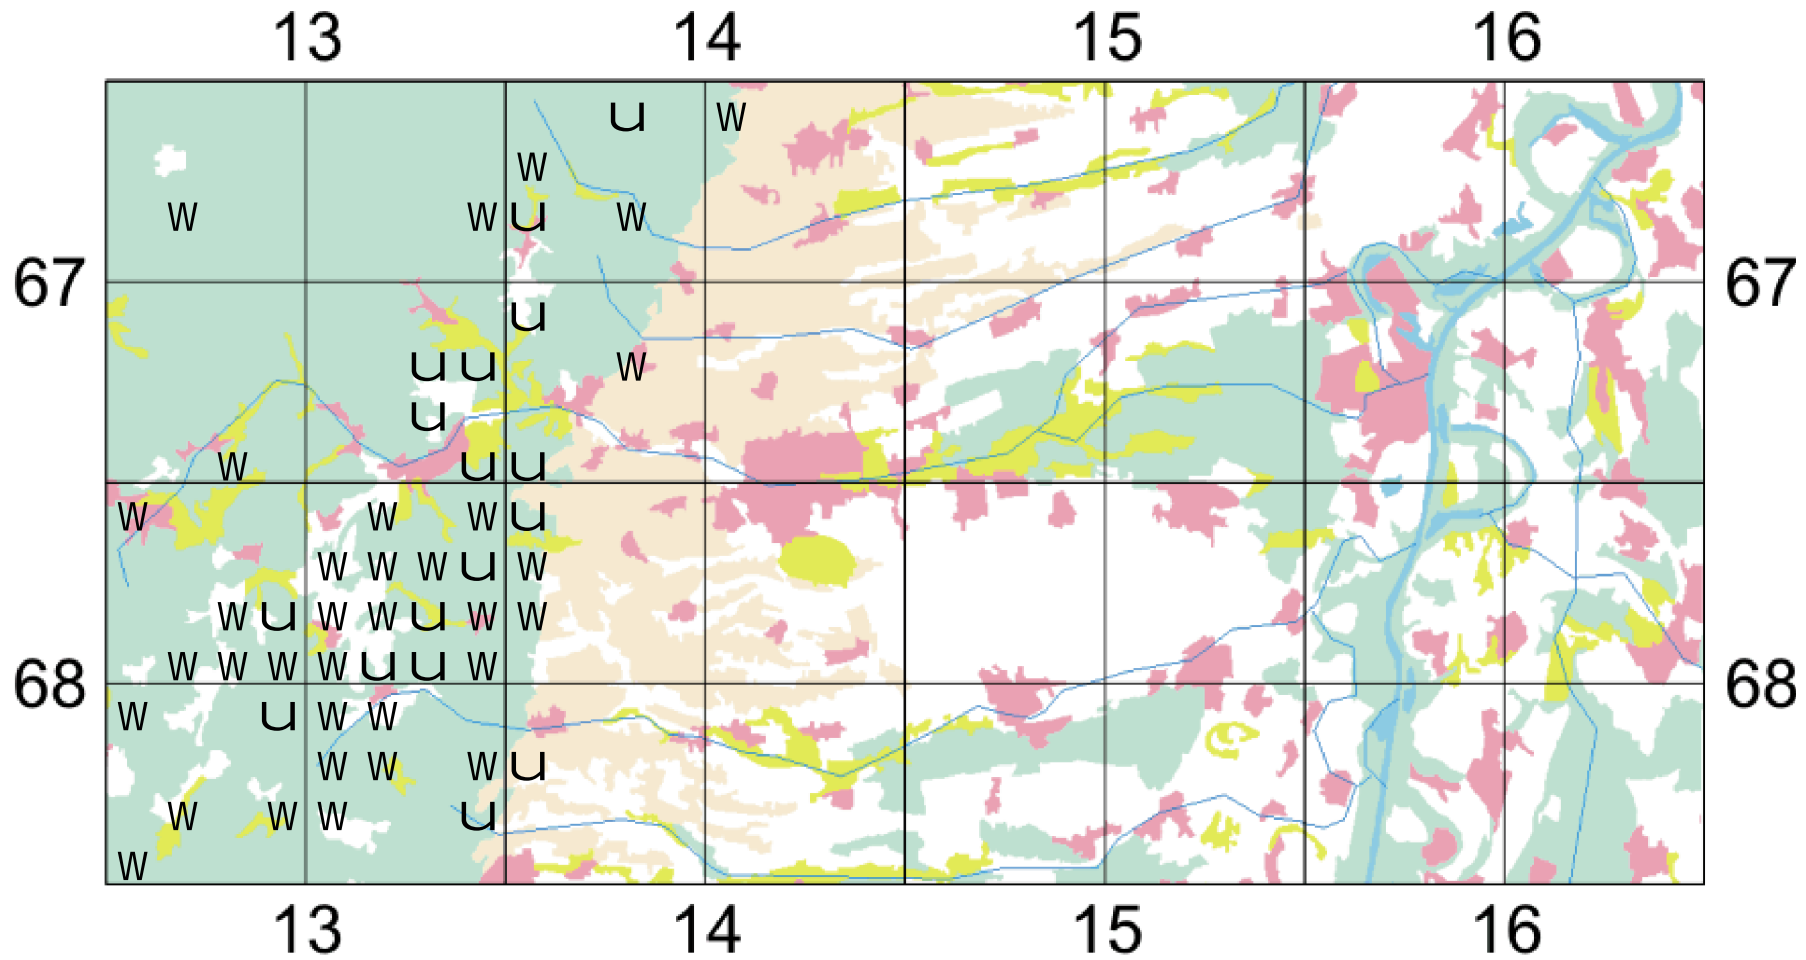 13 14 15 16
u w
w
w w u w
67 67
u
u u w
u
w u u
w w w u
w w w u w
w u w w u w w
w w w w u u w
68 68
w u w w
w w w u
w w w u
w
13 14 15 16